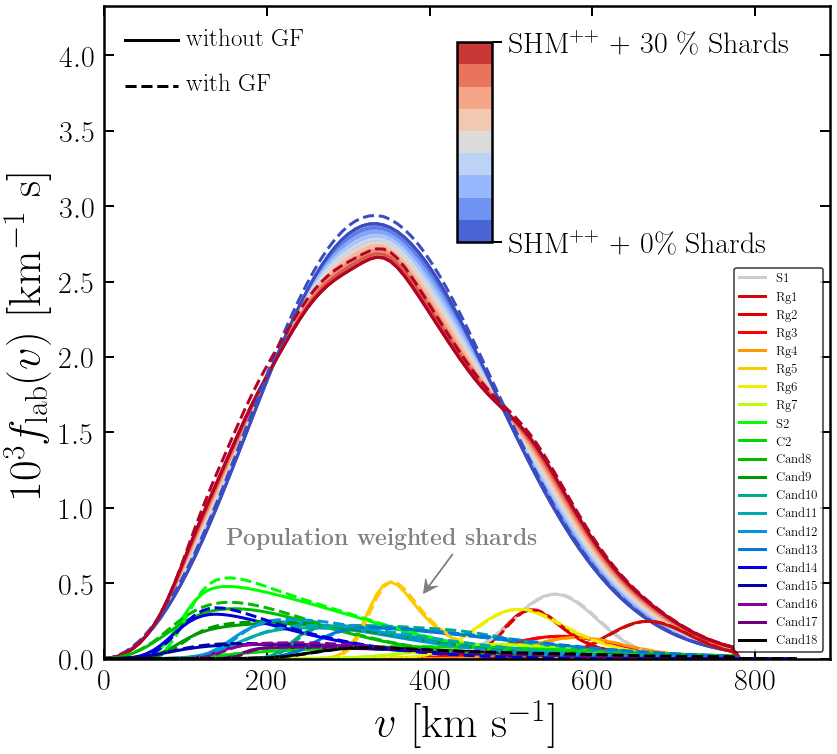 without GF
with GF
SHM⁺⁺ + 30 % Shards
SHM⁺⁺ + 0% Shards
4.0
3.5
3.0
2.5
2.0
1.5
1.0
0.5
0.0
10³f_lab(v) [km⁻¹ s]
Population weighted shards
S1
Rg1
Rg2
Rg3
Rg4
Rg5
Rg6
Rg7
S2
C2
Cand8
Cand9
Cand10
Cand11
Cand12
Cand13
Cand14
Cand15
Cand16
Cand17
Cand18
0 200 400 600 800
v [km s⁻¹]